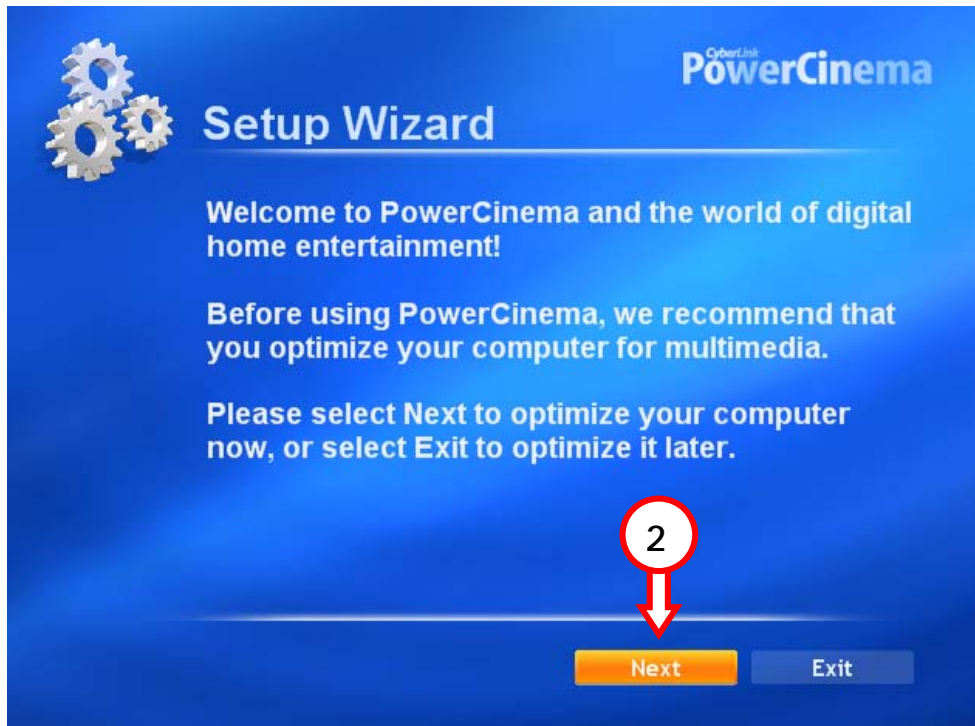 CyberLink
PowerCinema
Setup Wizard
Welcome to PowerCinema and the world of digital
home entertainment!
Before using PowerCinema, we recommend that
you optimize your computer for multimedia.
Please select Next to optimize your computer
now, or select Exit to optimize it later.
2
Next Exit